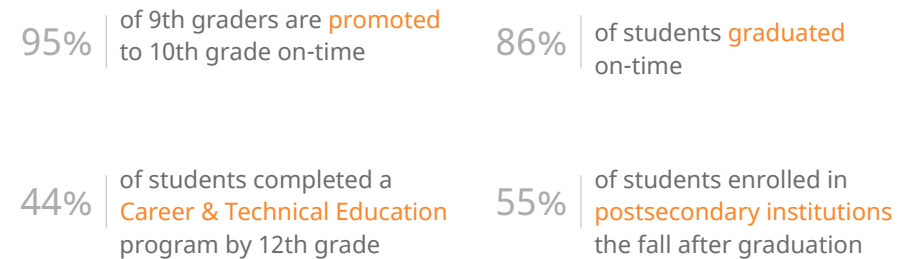 95%
of 9th graders are promoted
to 10th grade on-time
86%
of students graduated
on-time
44%
of students completed a
Career & Technical Education
program by 12th grade
55%
of students enrolled in
postsecondary institutions
the fall after graduation